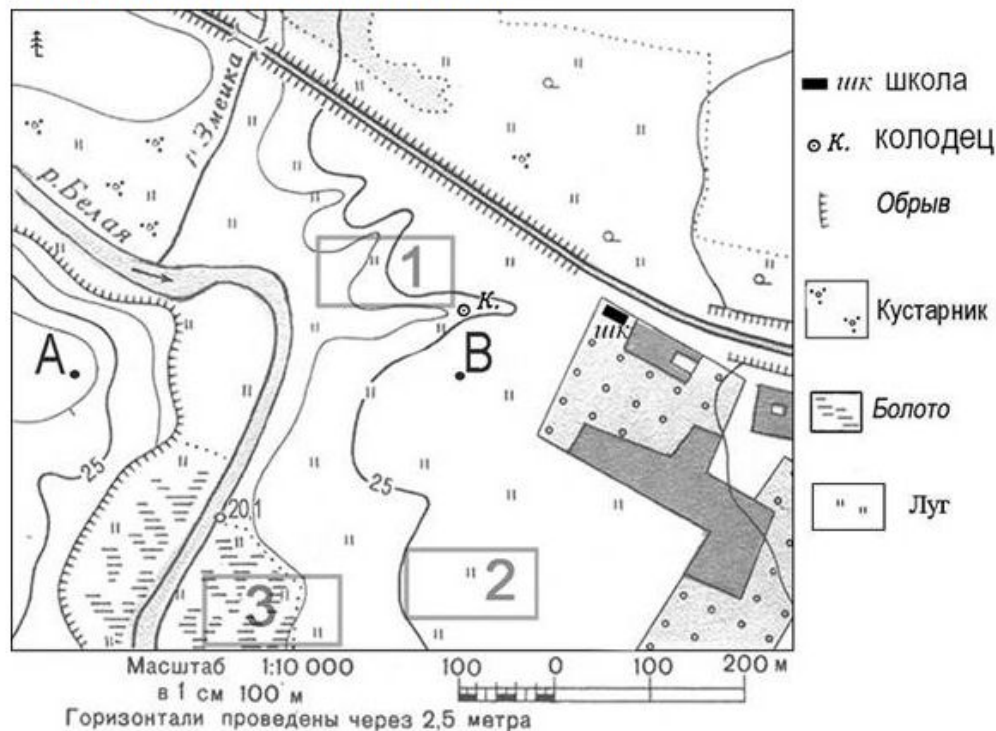 р. Змейка
р. Белая
1
К.
А
В
шк
25
25
20,1
2
3
шк школа
К. колодец
Обрыв
Кустарник
Болото
Луг
Масштаб 1:10 000
в 1 см 100 м
100 0 100 200 м
Горизонтали проведены через 2,5 метра